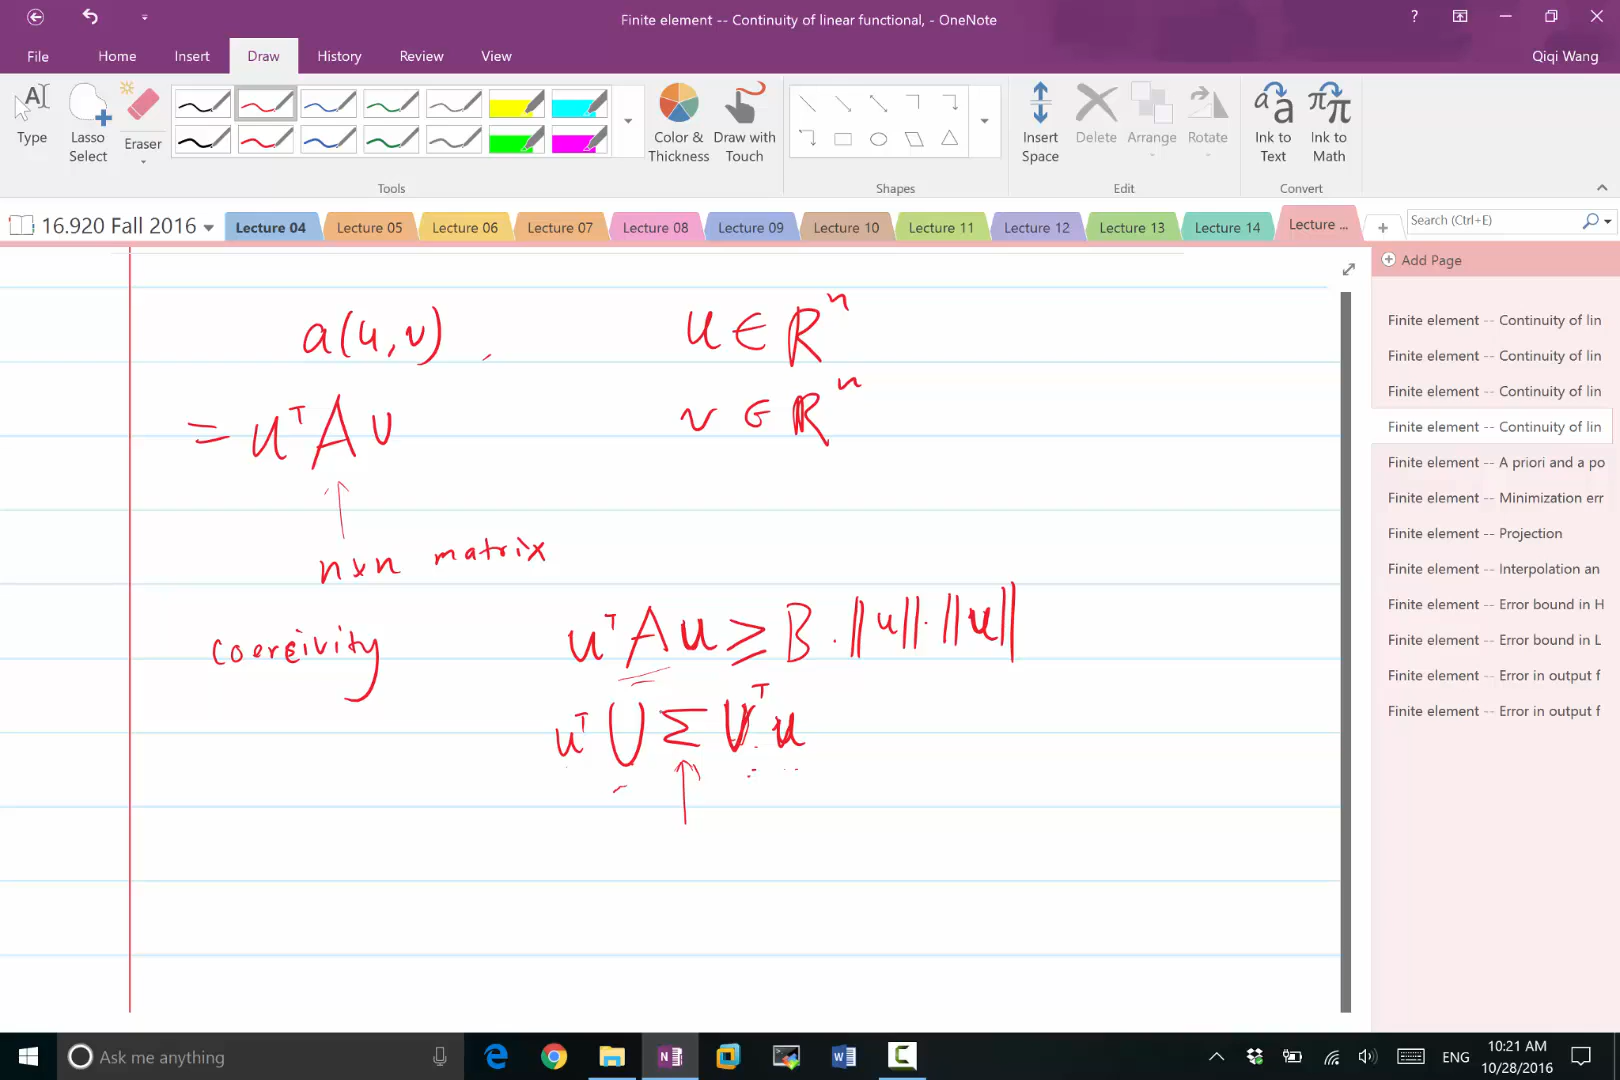 Finite element -- Continuity of linear functional, - OneNote
?
File Home Insert Draw History Review View
Qiqi Wang
Type
Lasso Select
Eraser
Color & Thickness
Draw with Touch
Insert Space
Delete
Arrange
Rotate
Ink to Text
Ink to Math
Tools
Shapes
Edit
Convert
16.920 Fall 2016
Lecture 04
Lecture 05
Lecture 06
Lecture 07
Lecture 08
Lecture 09
Lecture 10
Lecture 11
Lecture 12
Lecture 13
Lecture 14
Lecture ...
Search (Ctrl+E)
Add Page
Finite element -- Continuity of lin
Finite element -- Continuity of lin
Finite element -- Continuity of lin
Finite element -- Continuity of lin
Finite element -- A priori and a po
Finite element -- Minimization err
Finite element -- Projection
Finite element -- Interpolation an
Finite element -- Error bound in H
Finite element -- Error bound in L
Finite element -- Error in output f
Finite element -- Error in output f
a(u,v), u ∈ ℝⁿ
= uᵀAv v ∈ ℝⁿ
n×n matrix
coercivity uᵀAu ≥ B·||u||·||u||
uᵀUΣVᵀu
Ask me anything
ENG
10:21 AM
10/28/2016